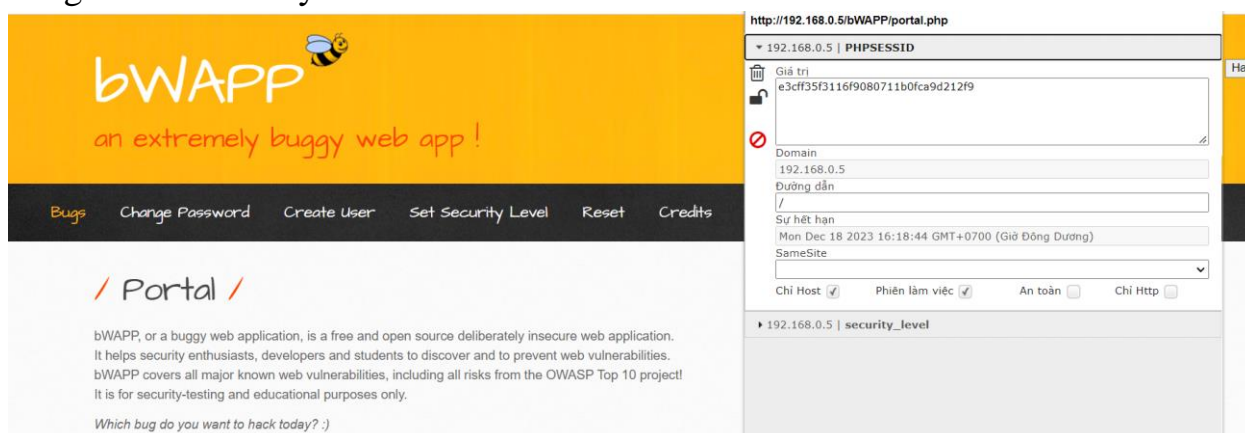 bWAPP
an extremely buggy web app !
Bugs Change Password Create User Set Security Level Reset Credits
/ Portal /
bWAPP, or a buggy web application, is a free and open source deliberately insecure web application.
It helps security enthusiasts, developers and students to discover and to prevent web vulnerabilities.
bWAPP covers all major known web vulnerabilities, including all risks from the OWASP Top 10 project!
It is for security-testing and educational purposes only.
Which bug do you want to hack today? :)
http://192.168.0.5/bWAPP/portal.php
192.168.0.5 | PHPSESSID
Giá trị
e3cff35f3116f9080711b0fca9d212f9
Domain
192.168.0.5
Đường dẫn
/
Sự hết hạn
Mon Dec 18 2023 16:18:44 GMT+0700 (Giờ Đông Dương)
SameSite
Chỉ Host Phiên làm việc An toàn Chỉ Http
192.168.0.5 | security_level